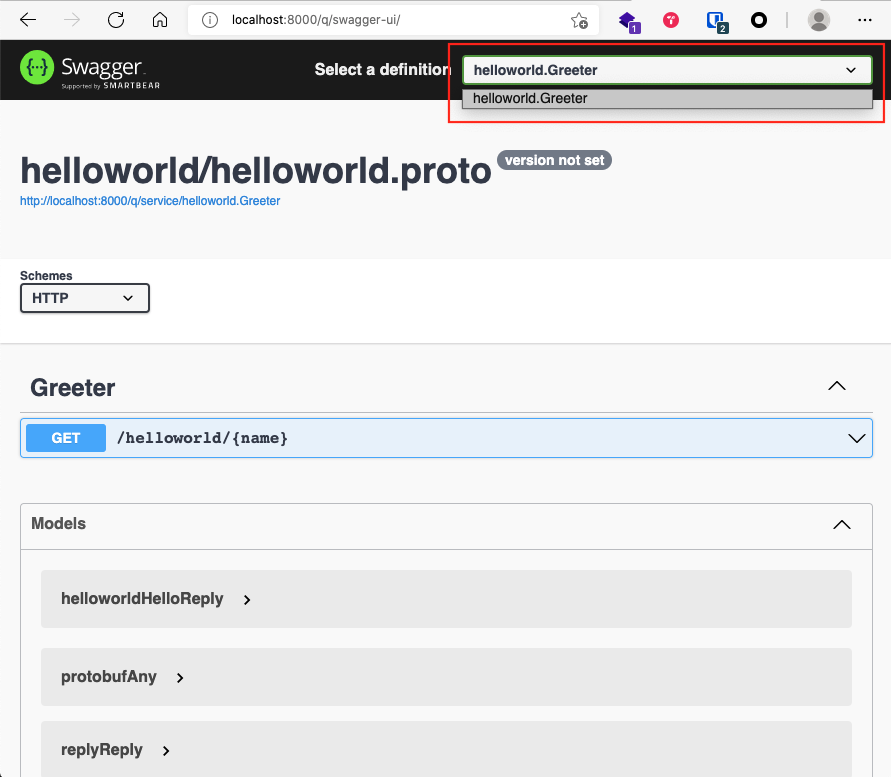 localhost:8000/q/swagger-ui/
1
2
Swagger
Supported by SMARTBEAR
Select a definition
helloworld.Greeter
helloworld.Greeter
helloworld/helloworld.proto
version not set
http://localhost:8000/q/service/helloworld.Greeter
Schemes
HTTP
Greeter
GET /helloworld/{name}
Models
helloworldHelloReply
protobufAny
replyReply